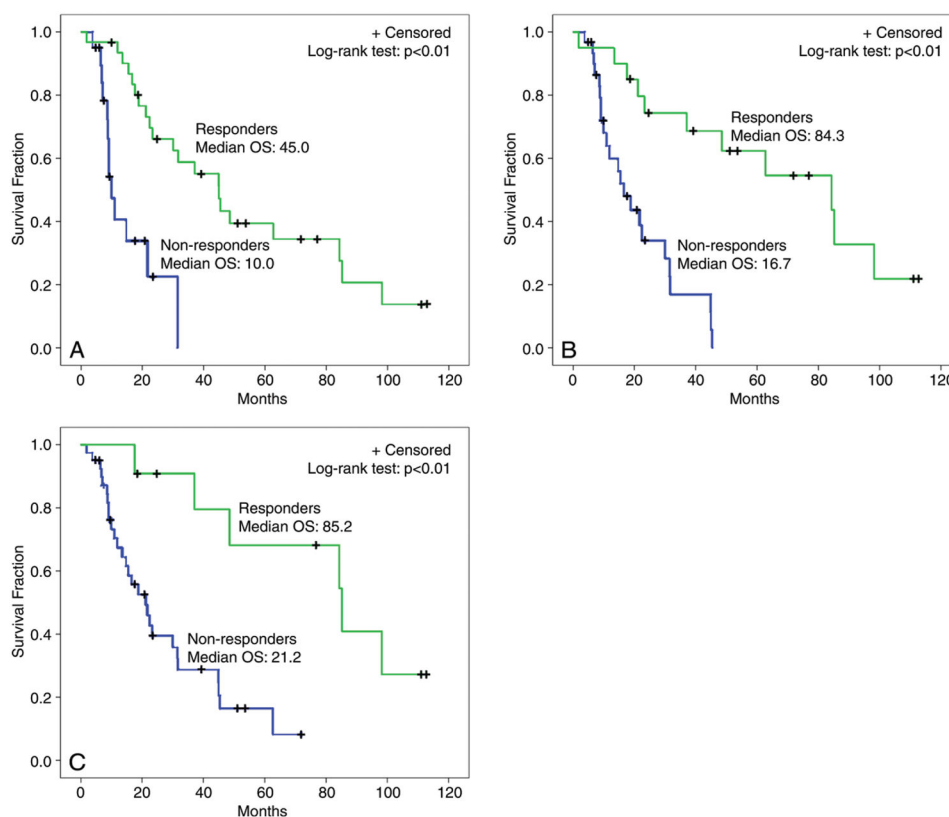 1.0
0.8
0.6
0.4
0.2
0.0
Survival Fraction
+ Censored
Log-rank test: p<0.01
Responders
Median OS: 45.0
Non-responders
Median OS: 10.0
A
0 20 40 60 80 100 120
Months
1.0
0.8
0.6
0.4
0.2
0.0
Survival Fraction
+ Censored
Log-rank test: p<0.01
Responders
Median OS: 84.3
Non-responders
Median OS: 16.7
B
0 20 40 60 80 100 120
Months
1.0
0.8
0.6
0.4
0.2
0.0
Survival Fraction
+ Censored
Log-rank test: p<0.01
Responders
Median OS: 85.2
Non-responders
Median OS: 21.2
C
0 20 40 60 80 100 120
Months